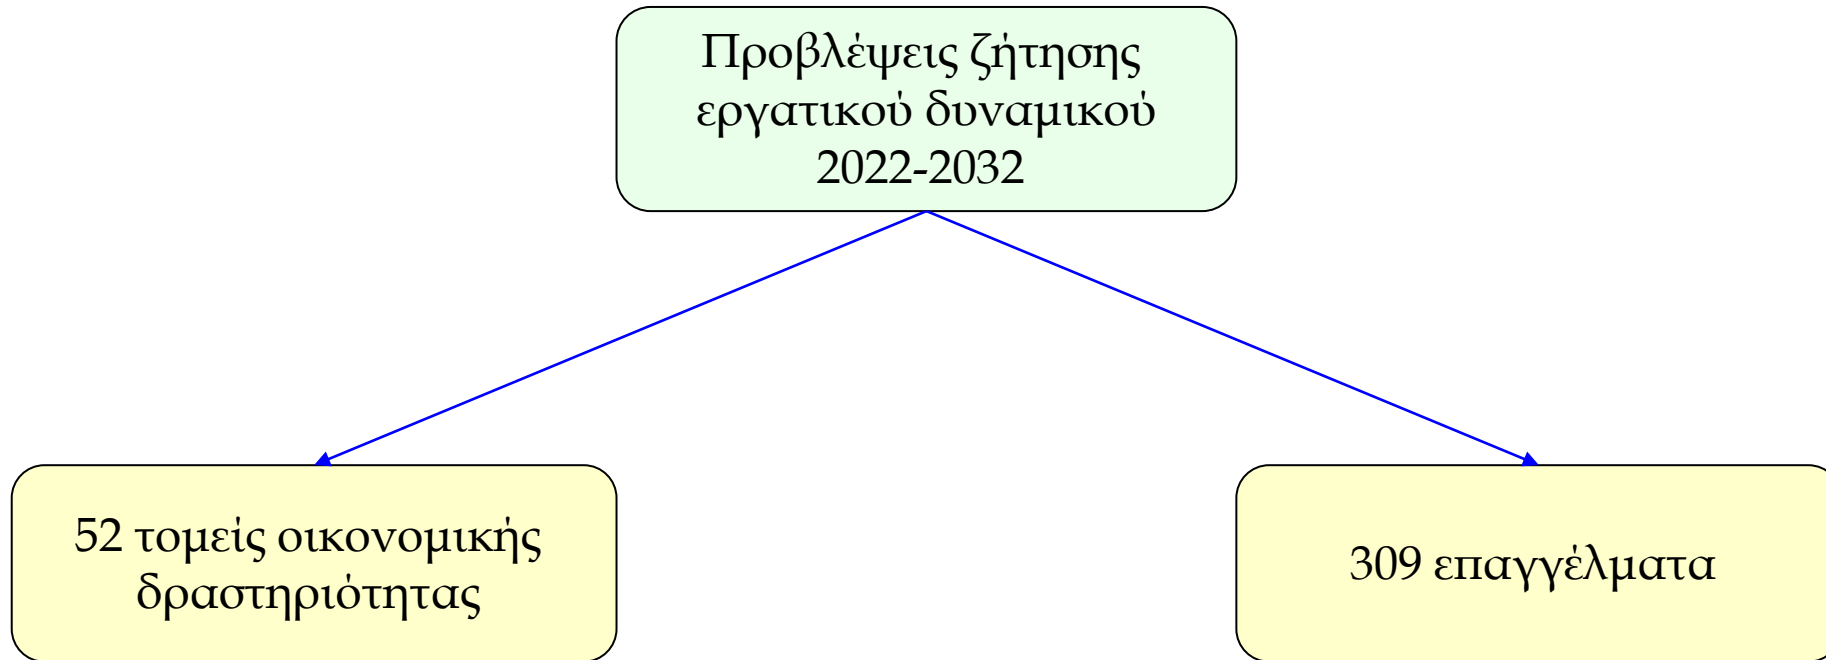 Προβλέψεις ζήτησης
εργατικού δυναμικού
2022-2032
52 τομείς οικονομικής
δραστηριότητας
309 επαγγέλματα